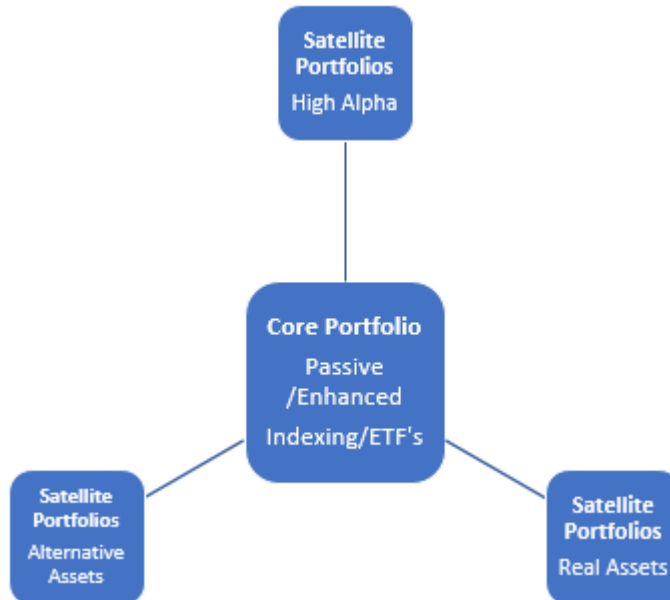 Satellite
Portfolios
High Alpha
Core Portfolio
Passive
/Enhanced
Indexing/ETF's
Satellite
Portfolios
Alternative
Assets
Satellite
Portfolios
Real Assets